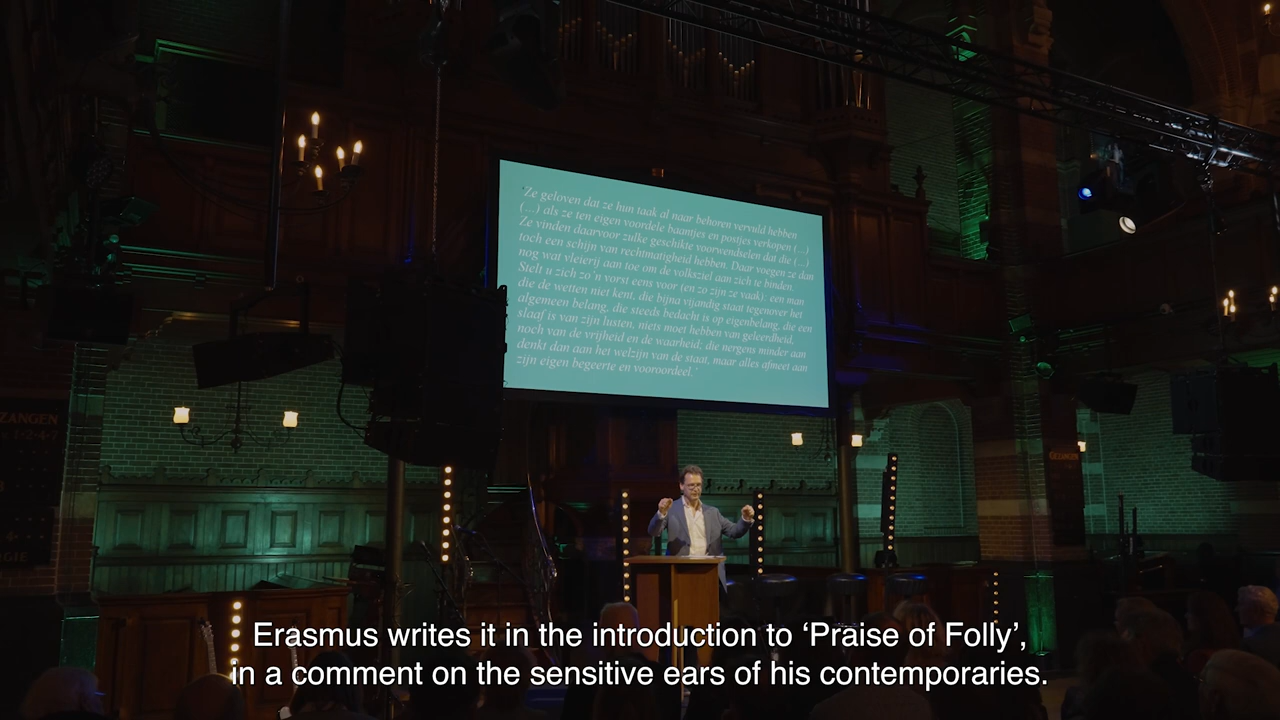 'Ze geloven dat ze hun taak al naar behoren vervuld hebben
(...) als ze ten eigen voordele baantjes en postjes verkopen (...)
Ze vinden daarvoor zulke geschikte voorwendselen dat die (...)
toch een schijn van rechtmatigheid hebben. Daar voegen ze dan
nog wat vleierij aan toe om de volksziel aan zich te binden.
Stelt u zich zo'n vorst eens voor (en zo zijn ze vaak): een man
die de wetten niet kent, die bijna vijandig staat tegenover het
algemeen belang, die steeds bedacht is op eigenbelang, die een
slaaf is van zijn lusten, niets moet hebben van geleerdheid,
noch van de vrijheid en de waarheid; die nergens minder aan
denkt dan aan het welzijn van de staat, maar alles afmeet aan
zijn eigen begeerte en vooroordeel.'
ZANGEN
GEZANGEN
Erasmus writes it in the introduction to ‘Praise of Folly’,
in a comment on the sensitive ears of his contemporaries.